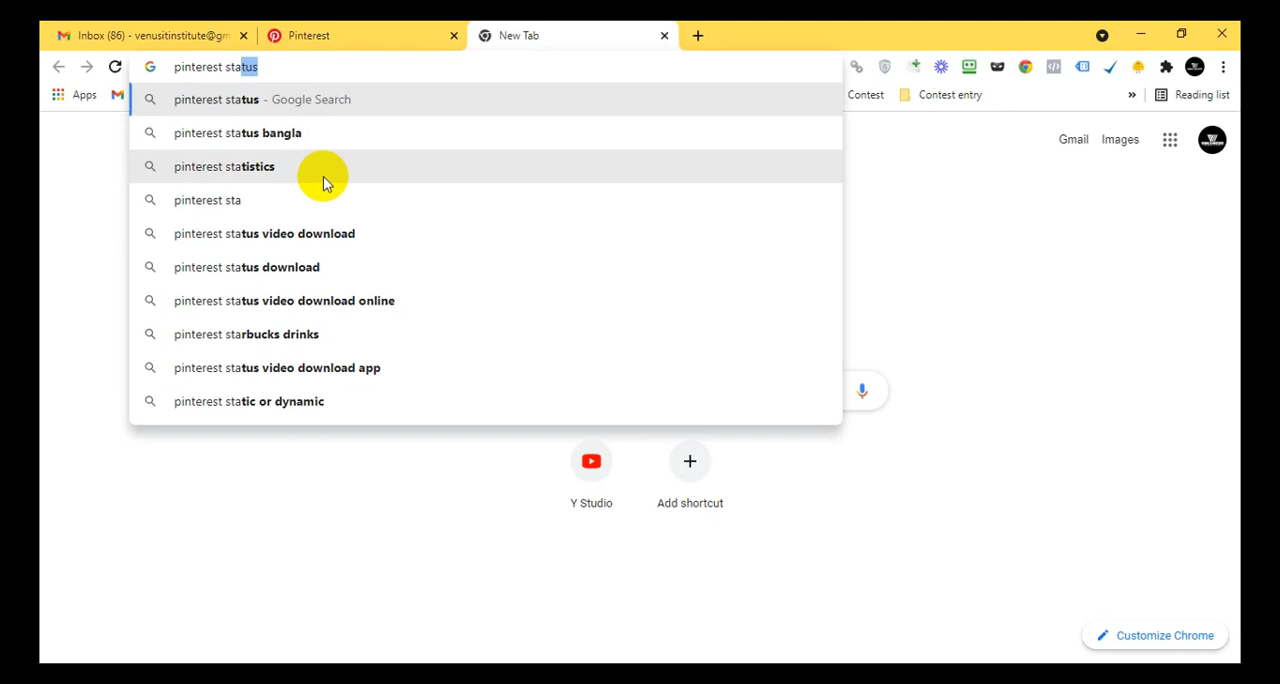 Inbox (86) - venusitinstitute@gm
Pinterest
New Tab
pinterest status
Apps
Contest
Contest entry
Reading list
pinterest status - Google Search
pinterest status bangla
pinterest statistics
pinterest sta
pinterest status video download
pinterest status download
pinterest status video download online
pinterest starbucks drinks
pinterest status video download app
pinterest static or dynamic
Gmail Images
Y Studio
Add shortcut
Customize Chrome